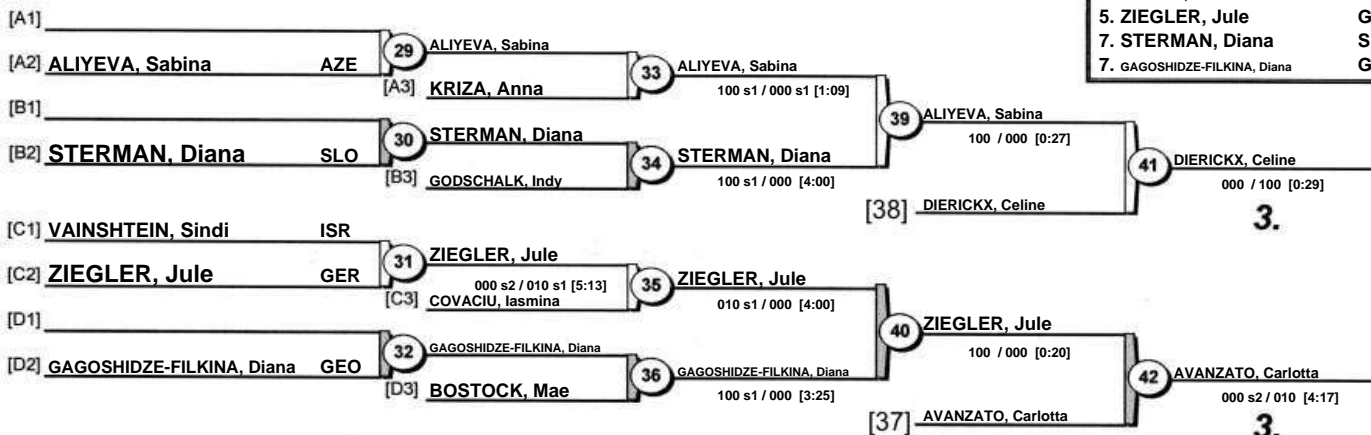 5. ZIEGLER, Jule G
7. STERMAN, Diana S
7. GAGOSHIDZE-FILKINA, Diana G
[A1]
[A2] ALIYEVA, Sabina AZE
29
ALIYEVA, Sabina
[A3] KRIZA, Anna
33
ALIYEVA, Sabina
100 s1 / 000 s1 [1:09]
[B1]
[B2] STERMAN, Diana SLO
30
STERMAN, Diana
[B3] GODSCHALK, Indy
34
STERMAN, Diana
100 s1 / 000 [4:00]
39
ALIYEVA, Sabina
100 / 000 [0:27]
[38] DIERICKX, Celine
41
DIERICKX, Celine
000 / 100 [0:29]
3.
[C1] VAINSHTEIN, Sindi ISR
[C2] ZIEGLER, Jule GER
31
ZIEGLER, Jule
000 s2 / 010 s1 [5:13]
[C3] COVACIU, Iasmina
35
ZIEGLER, Jule
010 s1 / 000 [4:00]
[D1]
[D2] GAGOSHIDZE-FILKINA, Diana GEO
32
GAGOSHIDZE-FILKINA, Diana
[D3] BOSTOCK, Mae
36
GAGOSHIDZE-FILKINA, Diana
100 s1 / 000 [3:25]
40
ZIEGLER, Jule
100 / 000 [0:20]
[37] AVANZATO, Carlotta
42
AVANZATO, Carlotta
000 s2 / 010 [4:17]
3.